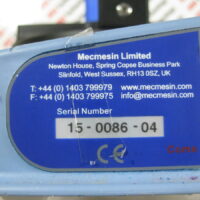 Mecmesin Limited
Newton House, Spring Copse Business Park
Slinfold, West Sussex, RH13 0SZ, UK
T: +44 (0) 1403 799979 www.mecmesin.com
F: +44 (0) 1403 799975 info@mecmesin.com
Serial Number
15 - 0086 - 04
CE